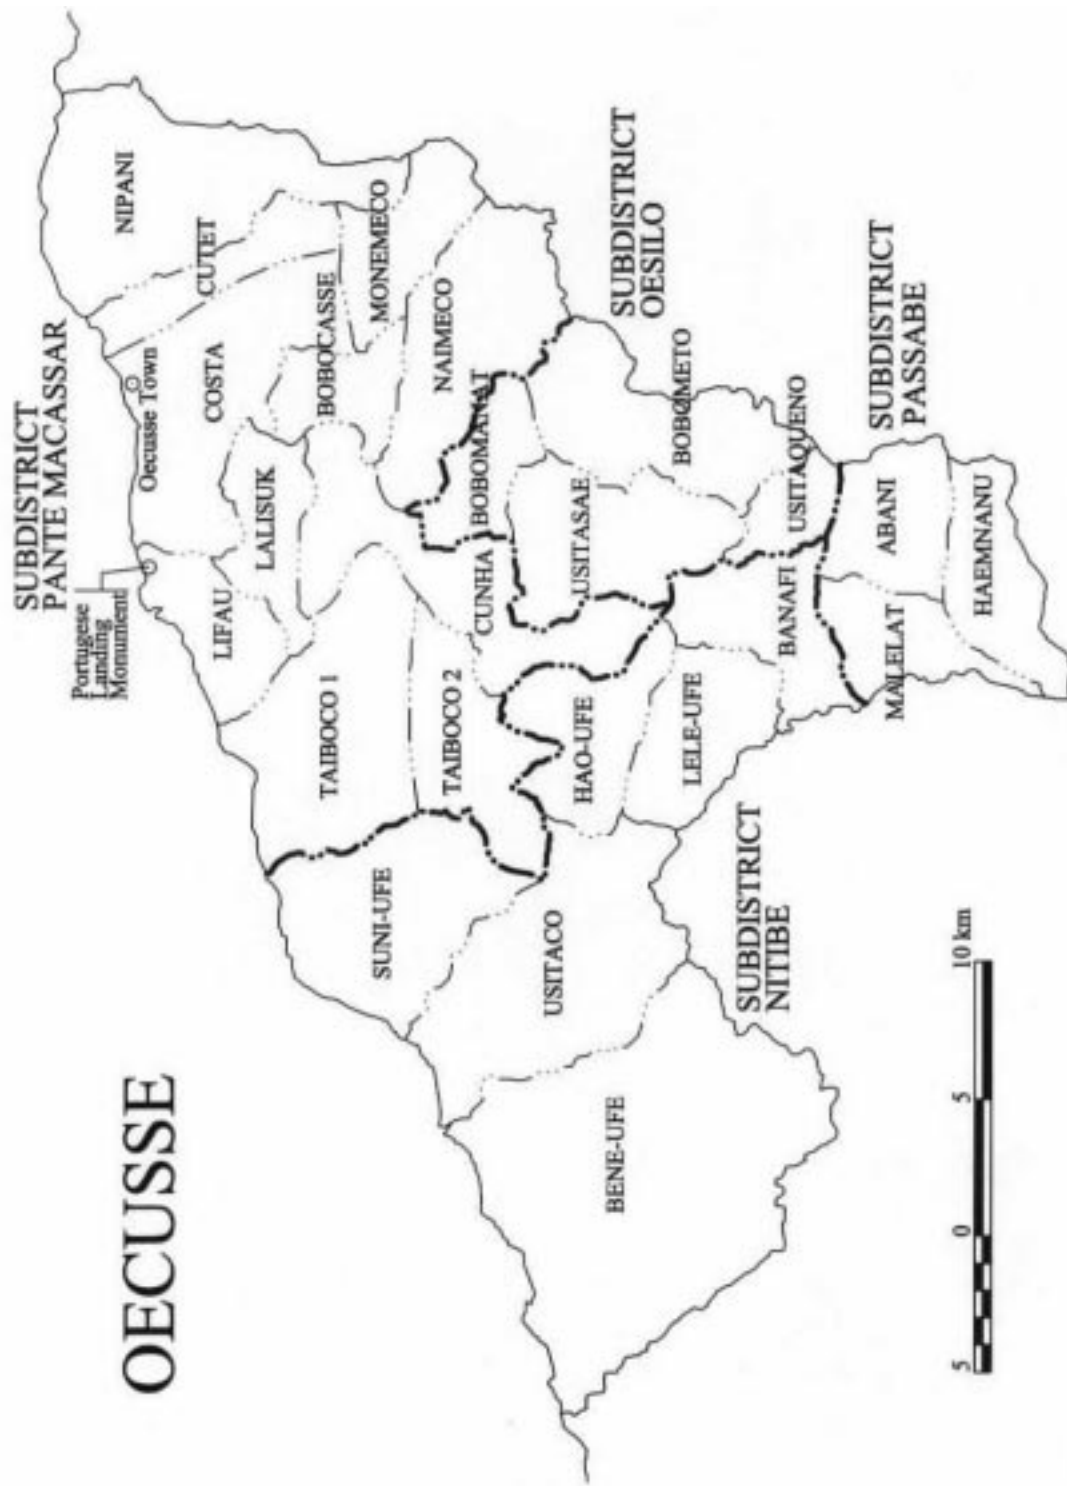 OECUSSE
SUBDISTRICT
PANTE MACASSAR
Portugese
Landing
Monument
Oecusse Town
NIPANI
CUTET
COSTA
LIFAU
LALISUK
BOBOCASSE
MONEMECO
NAIMECO
TAIBOCO 1
TAIBOCO 2
CUNHA
BOBOMANAT
SUNI-UFE
USITACO
BENE-UFE
HAO-UFE
LELE-UFE
BANAFI
USITASAE
BOBOMETO
USITAQUENO
SUBDISTRICT
OESILO
SUBDISTRICT
PASSABE
ABANI
MALELAT
HAEMNANU
SUBDISTRICT
NITIBE
5 0 5 10 km